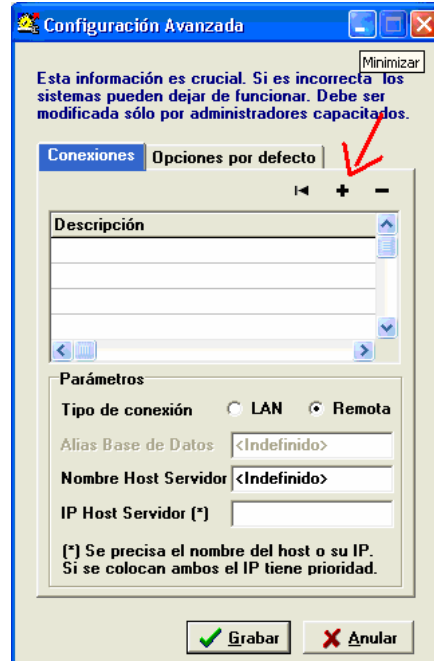 Configuración Avanzada
Minimizar
Esta información es crucial. Si es incorrecta los
sistemas pueden dejar de funcionar. Debe ser
modificada sólo por administradores capacitados.
Conexiones Opciones por defecto
Descripción
Parámetros
Tipo de conexión LAN Remota
Alias Base de Datos <Indefinido>
Nombre Host Servidor <Indefinido>
IP Host Servidor (*)
(*) Se precisa el nombre del host o su IP.
Si se colocan ambos el IP tiene prioridad.
Grabar Anular